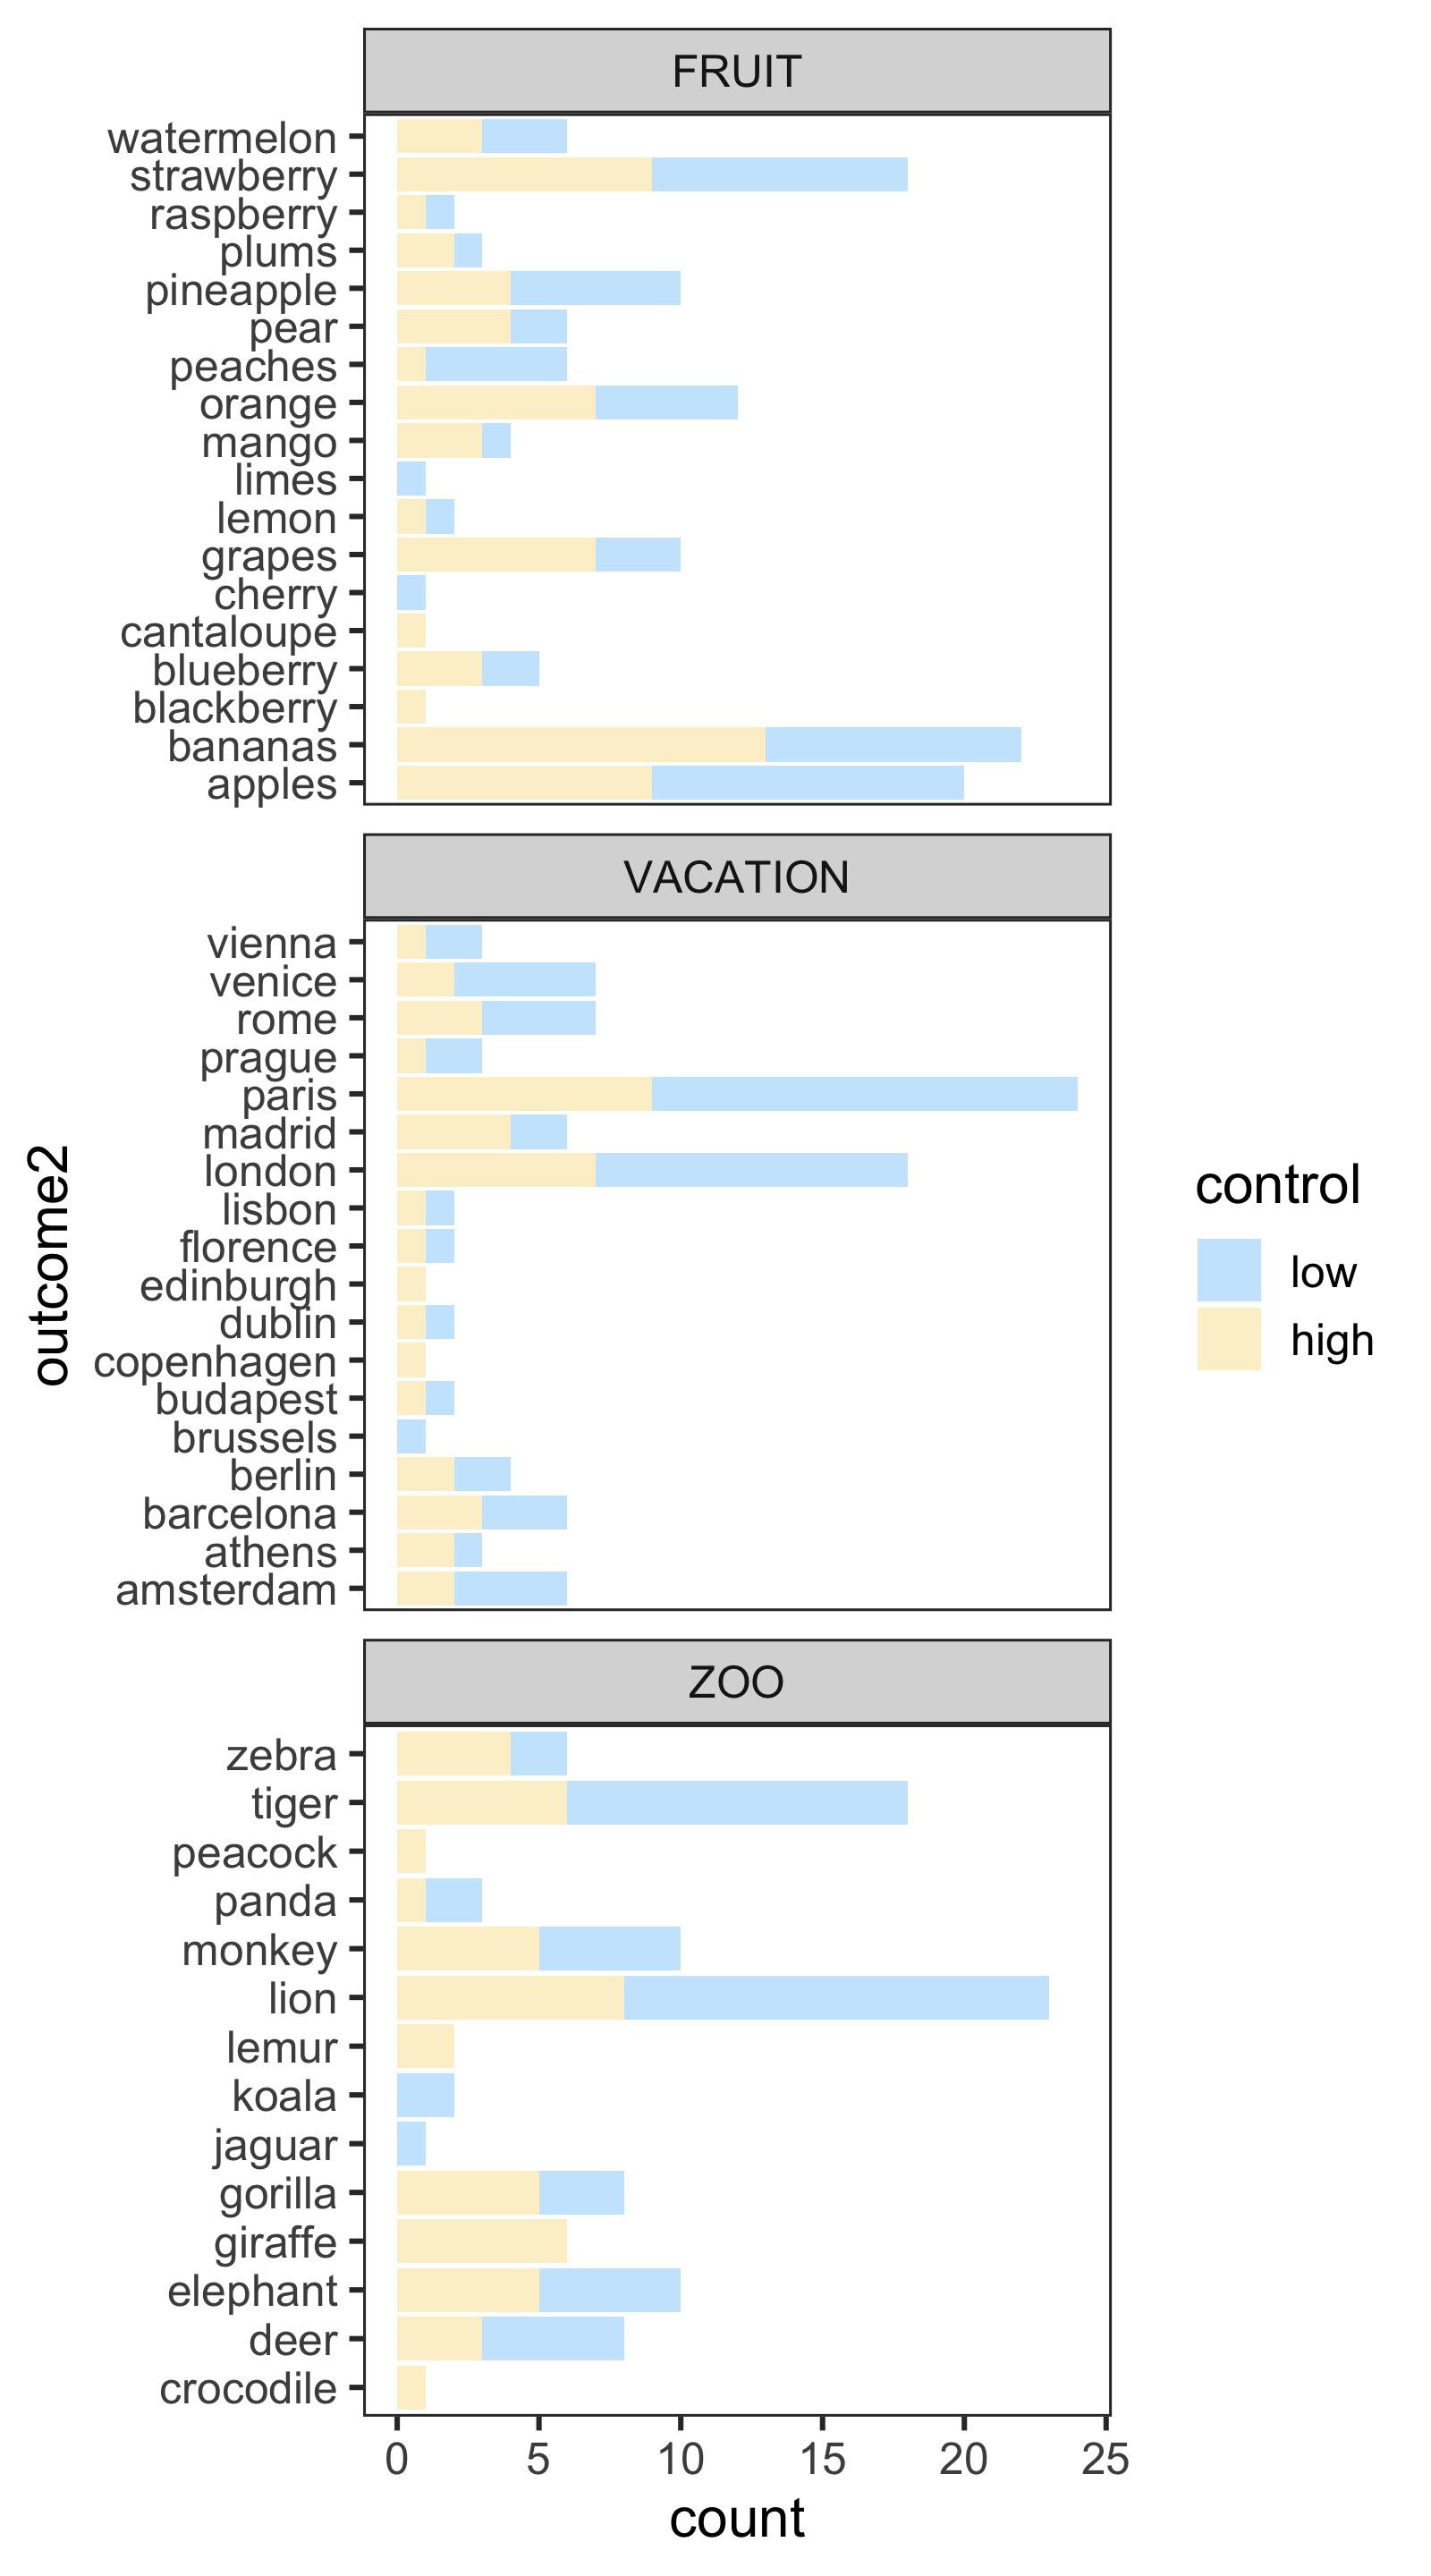 FRUIT
watermelon
strawberry
raspberry
plums
pineapple
pear
peaches
orange
mango
limes
lemon
grapes
cherry
cantaloupe
blueberry
blackberry
bananas
apples
VACATION
vienna
venice
rome
prague
paris
madrid
london
lisbon
florence
edinburgh
dublin
copenhagen
budapest
brussels
berlin
barcelona
athens
amsterdam
ZOO
zebra
tiger
peacock
panda
monkey
lion
lemur
koala
jaguar
gorilla
giraffe
elephant
deer
crocodile
0 5 10 15 20 25
count
outcome2
control
low
high